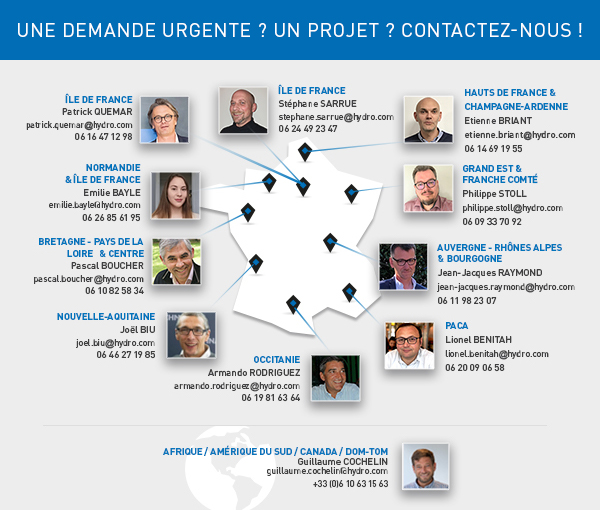 UNE DEMANDE URGENTE ? UN PROJET ? CONTACTEZ-NOUS !
ÎLE DE FRANCE
Patrick QUEMAR
patrick.quemar@hydro.com
06 16 47 12 98
ÎLE DE FRANCE
Stéphane SARRUE
stephane.sarrue@hydro.com
06 24 49 23 47
HAUTS DE FRANCE &
CHAMPAGNE-ARDENNE
Etienne BRIANT
etienne.briant@hydro.com
06 14 69 19 55
NORMANDIE
& ÎLE DE FRANCE
Emilie BAYLE
emilie.bayle@hydro.com
06 26 85 61 95
GRAND EST &
FRANCHE COMTÉ
Philippe STOLL
philippe.stoll@hydro.com
06 09 33 70 92
BRETAGNE - PAYS DE LA
LOIRE & CENTRE
Pascal BOUCHER
pascal.boucher@hydro.com
06 10 82 58 34
AUVERGNE - RHÔNES ALPES
& BOURGOGNE
Jean-Jacques RAYMOND
jean-jacques.raymond@hydro.com
06 11 98 23 07
NOUVELLE-AQUITAINE
Joël BIU
joel.biu@hydro.com
06 46 27 19 85
PACA
Lionel BENITAH
lionel.benitah@hydro.com
06 20 09 06 58
OCCITANIE
Armando RODRIGUEZ
armando.rodriguez@hydro.com
06 19 81 63 64
AFRIQUE / AMÉRIQUE DU SUD / CANADA / DOM-TOM
Guillaume COCHELIN
guillaume.cochelin@hydro.com
+33 (0)6 10 63 15 63